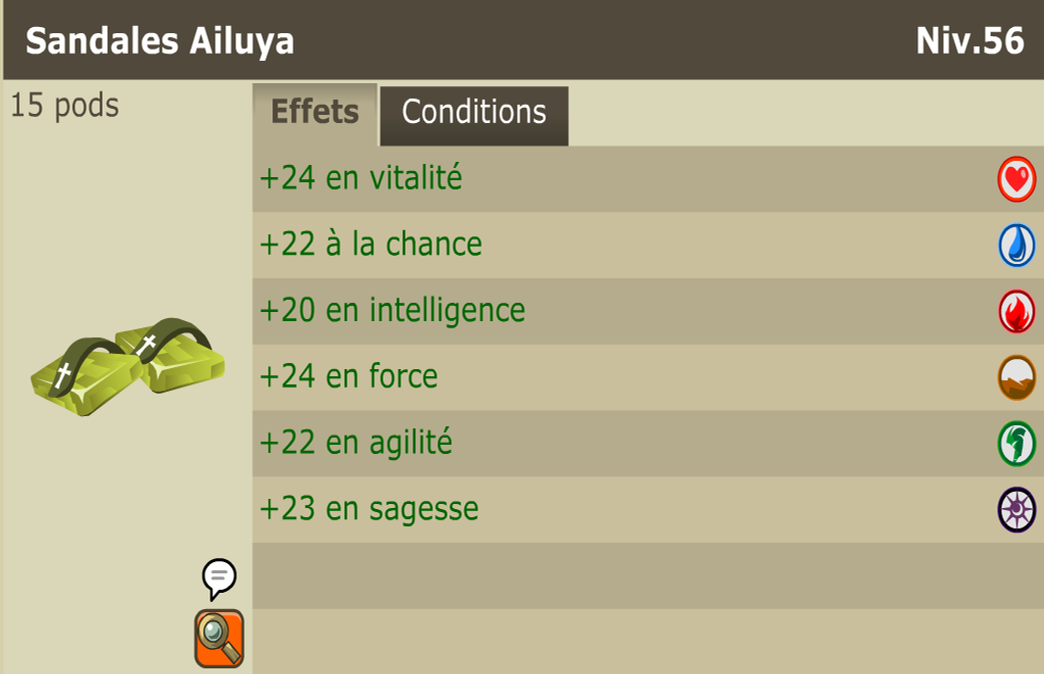 Sandales Ailuya
Niv.56
15 pods
Effets
Conditions
+24 en vitalité
+22 à la chance
+20 en intelligence
+24 en force
+22 en agilité
+23 en sagesse